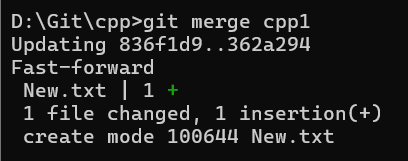 D:\Git\cpp>git merge cpp1
Updating 836f1d9..362a294
Fast-forward
 New.txt | 1 +
 1 file changed, 1 insertion(+)
 create mode 100644 New.txt